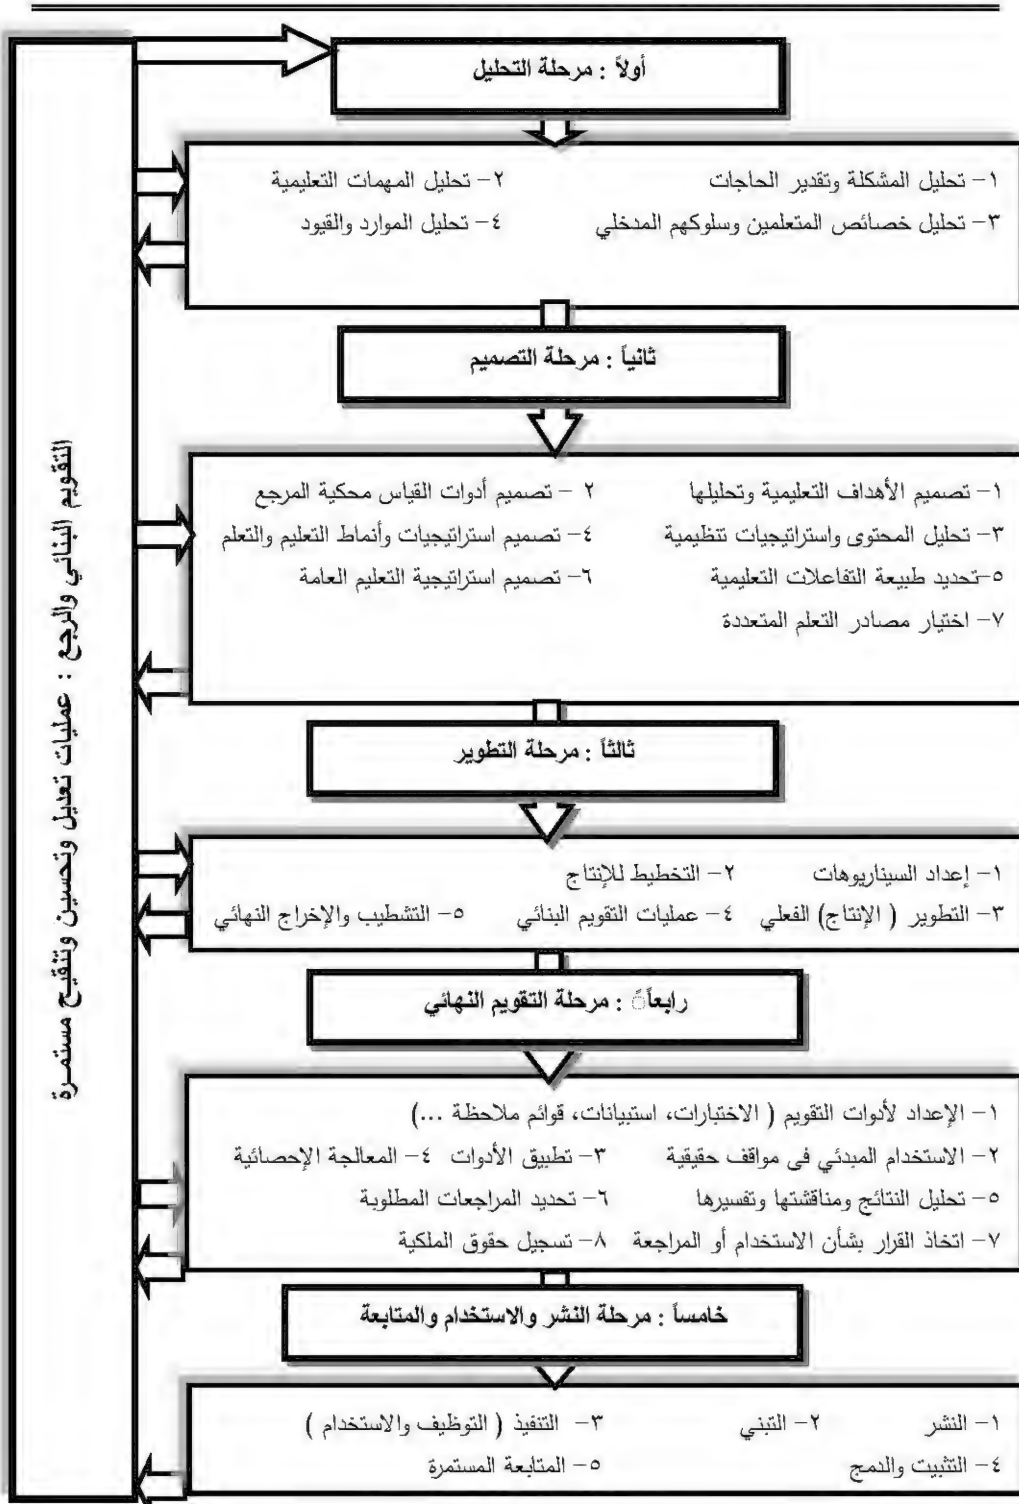 أولاً : مرحلة التحليل
١- تحليل المشكلة وتقدير الحاجات ٢- تحليل المهمات التعليمية
٣- تحليل خصائص المتعلمين وسلوكهم المدخلي ٤- تحليل الموارد والقيود
ثانياً : مرحلة التصميم
١- تصميم الأهداف التعليمية وتحليلها ٢ - تصميم أدوات القياس محكية المرجع
٣- تحليل المحتوى واستراتيجيات تنظيمية ٤- تصميم استراتيجيات وأنماط التعليم والتعلم
٥-تحديد طبيعة التفاعلات التعليمية ٦- تصميم استراتيجية التعليم العامة
٧- اختيار مصادر التعلم المتعددة
ثالثاً : مرحلة التطوير
١- إعداد السيناريوهات ٢- التخطيط للإنتاج
٣- التطوير ( الإنتاج) الفعلي ٤- عمليات التقويم البنائي ٥- التشطيب والإخراج النهائي
رابعاً ً : مرحلة التقويم النهائي
١- الإعداد لأدوات التقويم ( الاختبارات، استبيانات، قوائم ملاحظة ...)
٢- الاستخدام المبدئي فى مواقف حقيقية ٣- تطبيق الأدوات ٤- المعالجة الإحصائية
٥- تحليل النتائج ومناقشتها وتفسيرها ٦- تحديد المراجعات المطلوبة
٧- اتخاذ القرار بشأن الاستخدام أو المراجعة ٨- تسجيل حقوق الملكية
خامساً : مرحلة النشر والاستخدام والمتابعة
١- النشر ٢- التبني ٣- التنفيذ ( التوظيف والاستخدام )
٤- التثبيت والدمج ٥- المتابعة المستمرة
التقويم البنائي والرجع : عمليات تعديل وتحسين وتنقيح مستمـرة